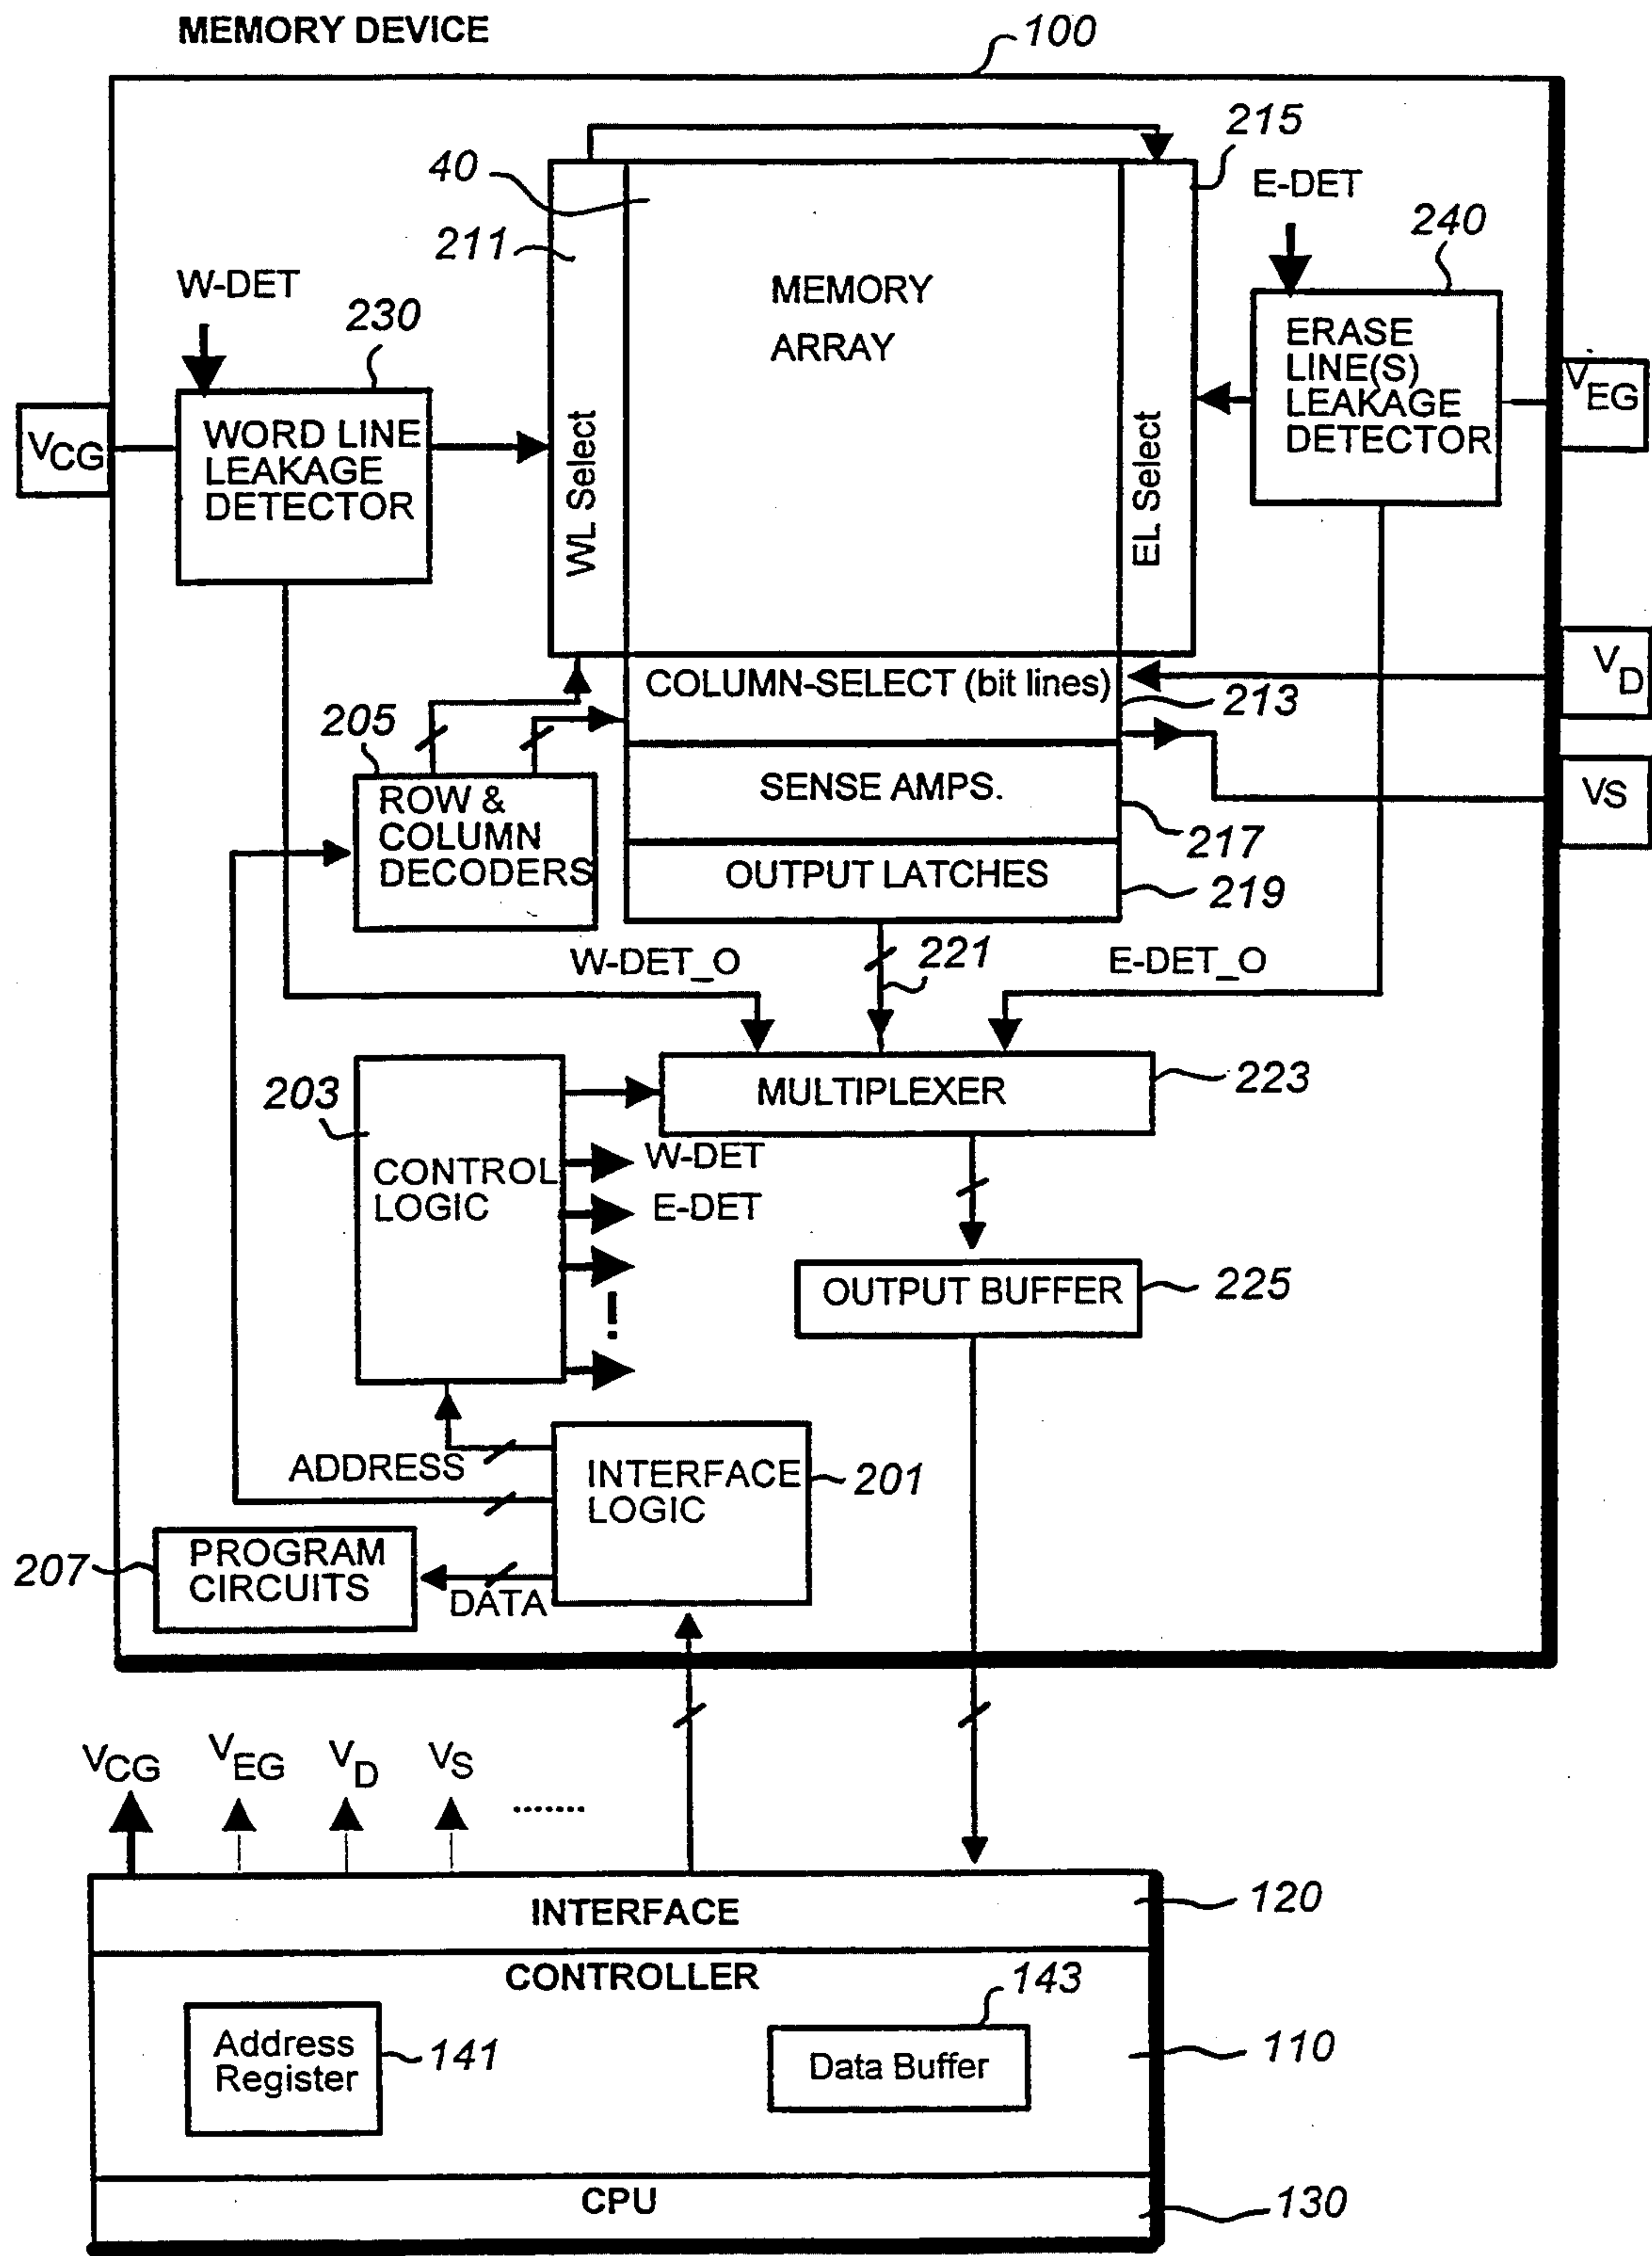 MEMORY DEVICE
100
215
40
E-DET
211
240
W-DET
MEMORY
ARRAY
230
ERASE
LINE(S)
LEAKAGE
DETECTOR
VEG
VCG
WORD LINE
LEAKAGE
DETECTOR
WL Select
EL Select
COLUMN-SELECT (bit lines)
VD
213
205
SENSE AMPS.
VS
ROW &
COLUMN
DECODERS
217
OUTPUT LATCHES
219
W-DET_O
221
E-DET_O
203
MULTIPLEXER
223
CONTROL
LOGIC
W-DET
E-DET
OUTPUT BUFFER
225
ADDRESS
INTERFACE
LOGIC
201
207
PROGRAM
CIRCUITS
DATA
VCG
VEG
VD
VS
.......
INTERFACE
120
CONTROLLER
143
Address
Register
141
Data Buffer
110
CPU
130